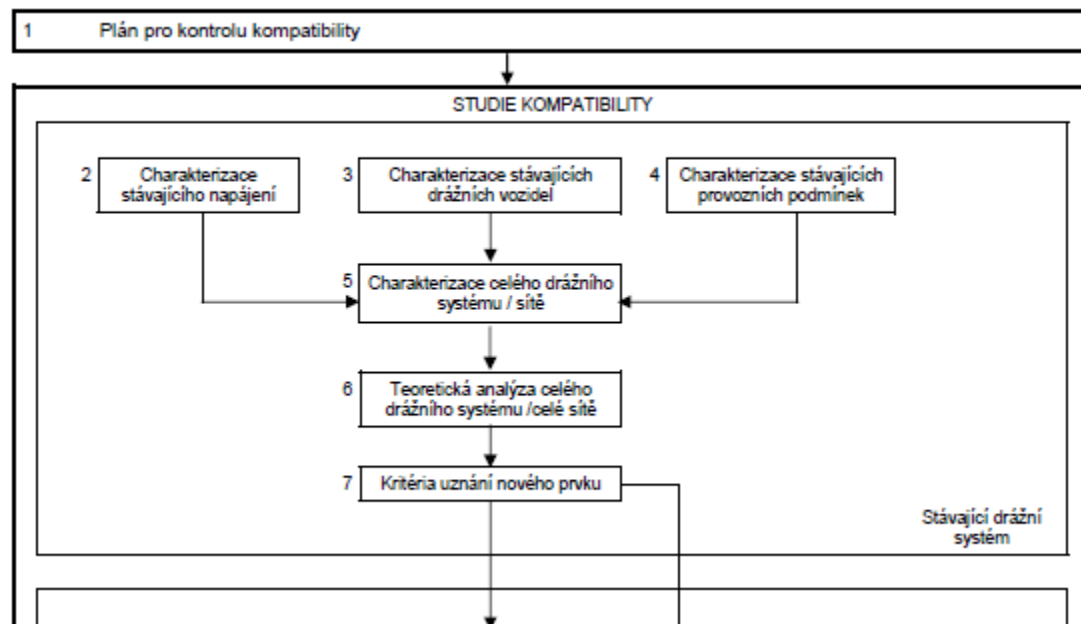 1 Plán pro kontrolu kompatibility
STUDIE KOMPATIBILITY
2 Charakterizace
stávajícího napájení
3 Charakterizace stávajících
drážních vozidel
4 Charakterizace stávajících
provozních podmínek
5 Charakterizace celého drážního
systému / sítě
6 Teoretická analýza celého
drážního systému /celé sítě
7 Kritéria uznání nového prvku
Stávající drážní
systém